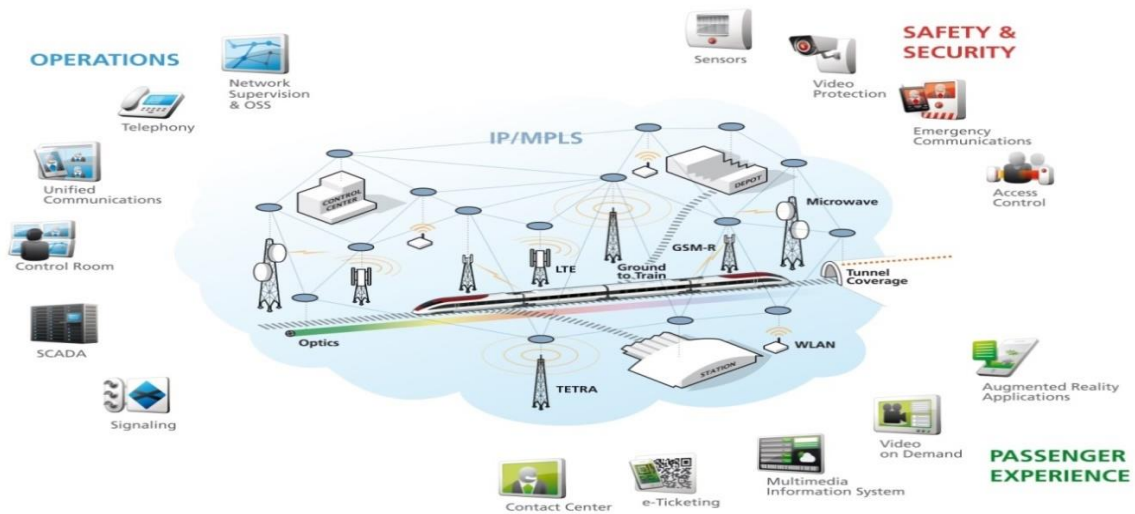 OPERATIONS
Network
Supervision
& OSS
Telephony
Unified
Communications
Control Room
SCADA
Signaling
SAFETY &
SECURITY
Sensors
Video
Protection
Emergency
Communications
Access
Control
IP/MPLS
CONTROL
CENTER
DEPOT
Microwave
GSM-R
LTE
Ground
to Train
Tunnel
Coverage
Optics
WLAN
STATION
TETRA
Augmented Reality
Applications
Video
on Demand
PASSENGER
EXPERIENCE
Multimedia
Information System
e-Ticketing
Contact Center